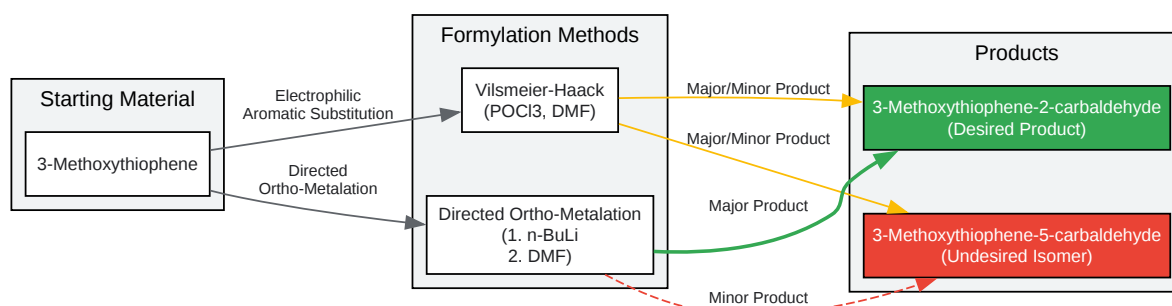 Formylation Methods
Products
Starting Material
Vilsmeier-Haack
(POCl3, DMF)
Major/Minor Product
3-Methoxythiophene-2-carbaldehyde
(Desired Product)
Electrophilic
Aromatic Substitution
3-Methoxythiophene
Major/Minor Product
Directed
Ortho-Metalation
Directed Ortho-Metalation
(1. n-BuLi
2. DMF)
Major Product
3-Methoxythiophene-5-carbaldehyde
(Undesired Isomer)
Minor Product